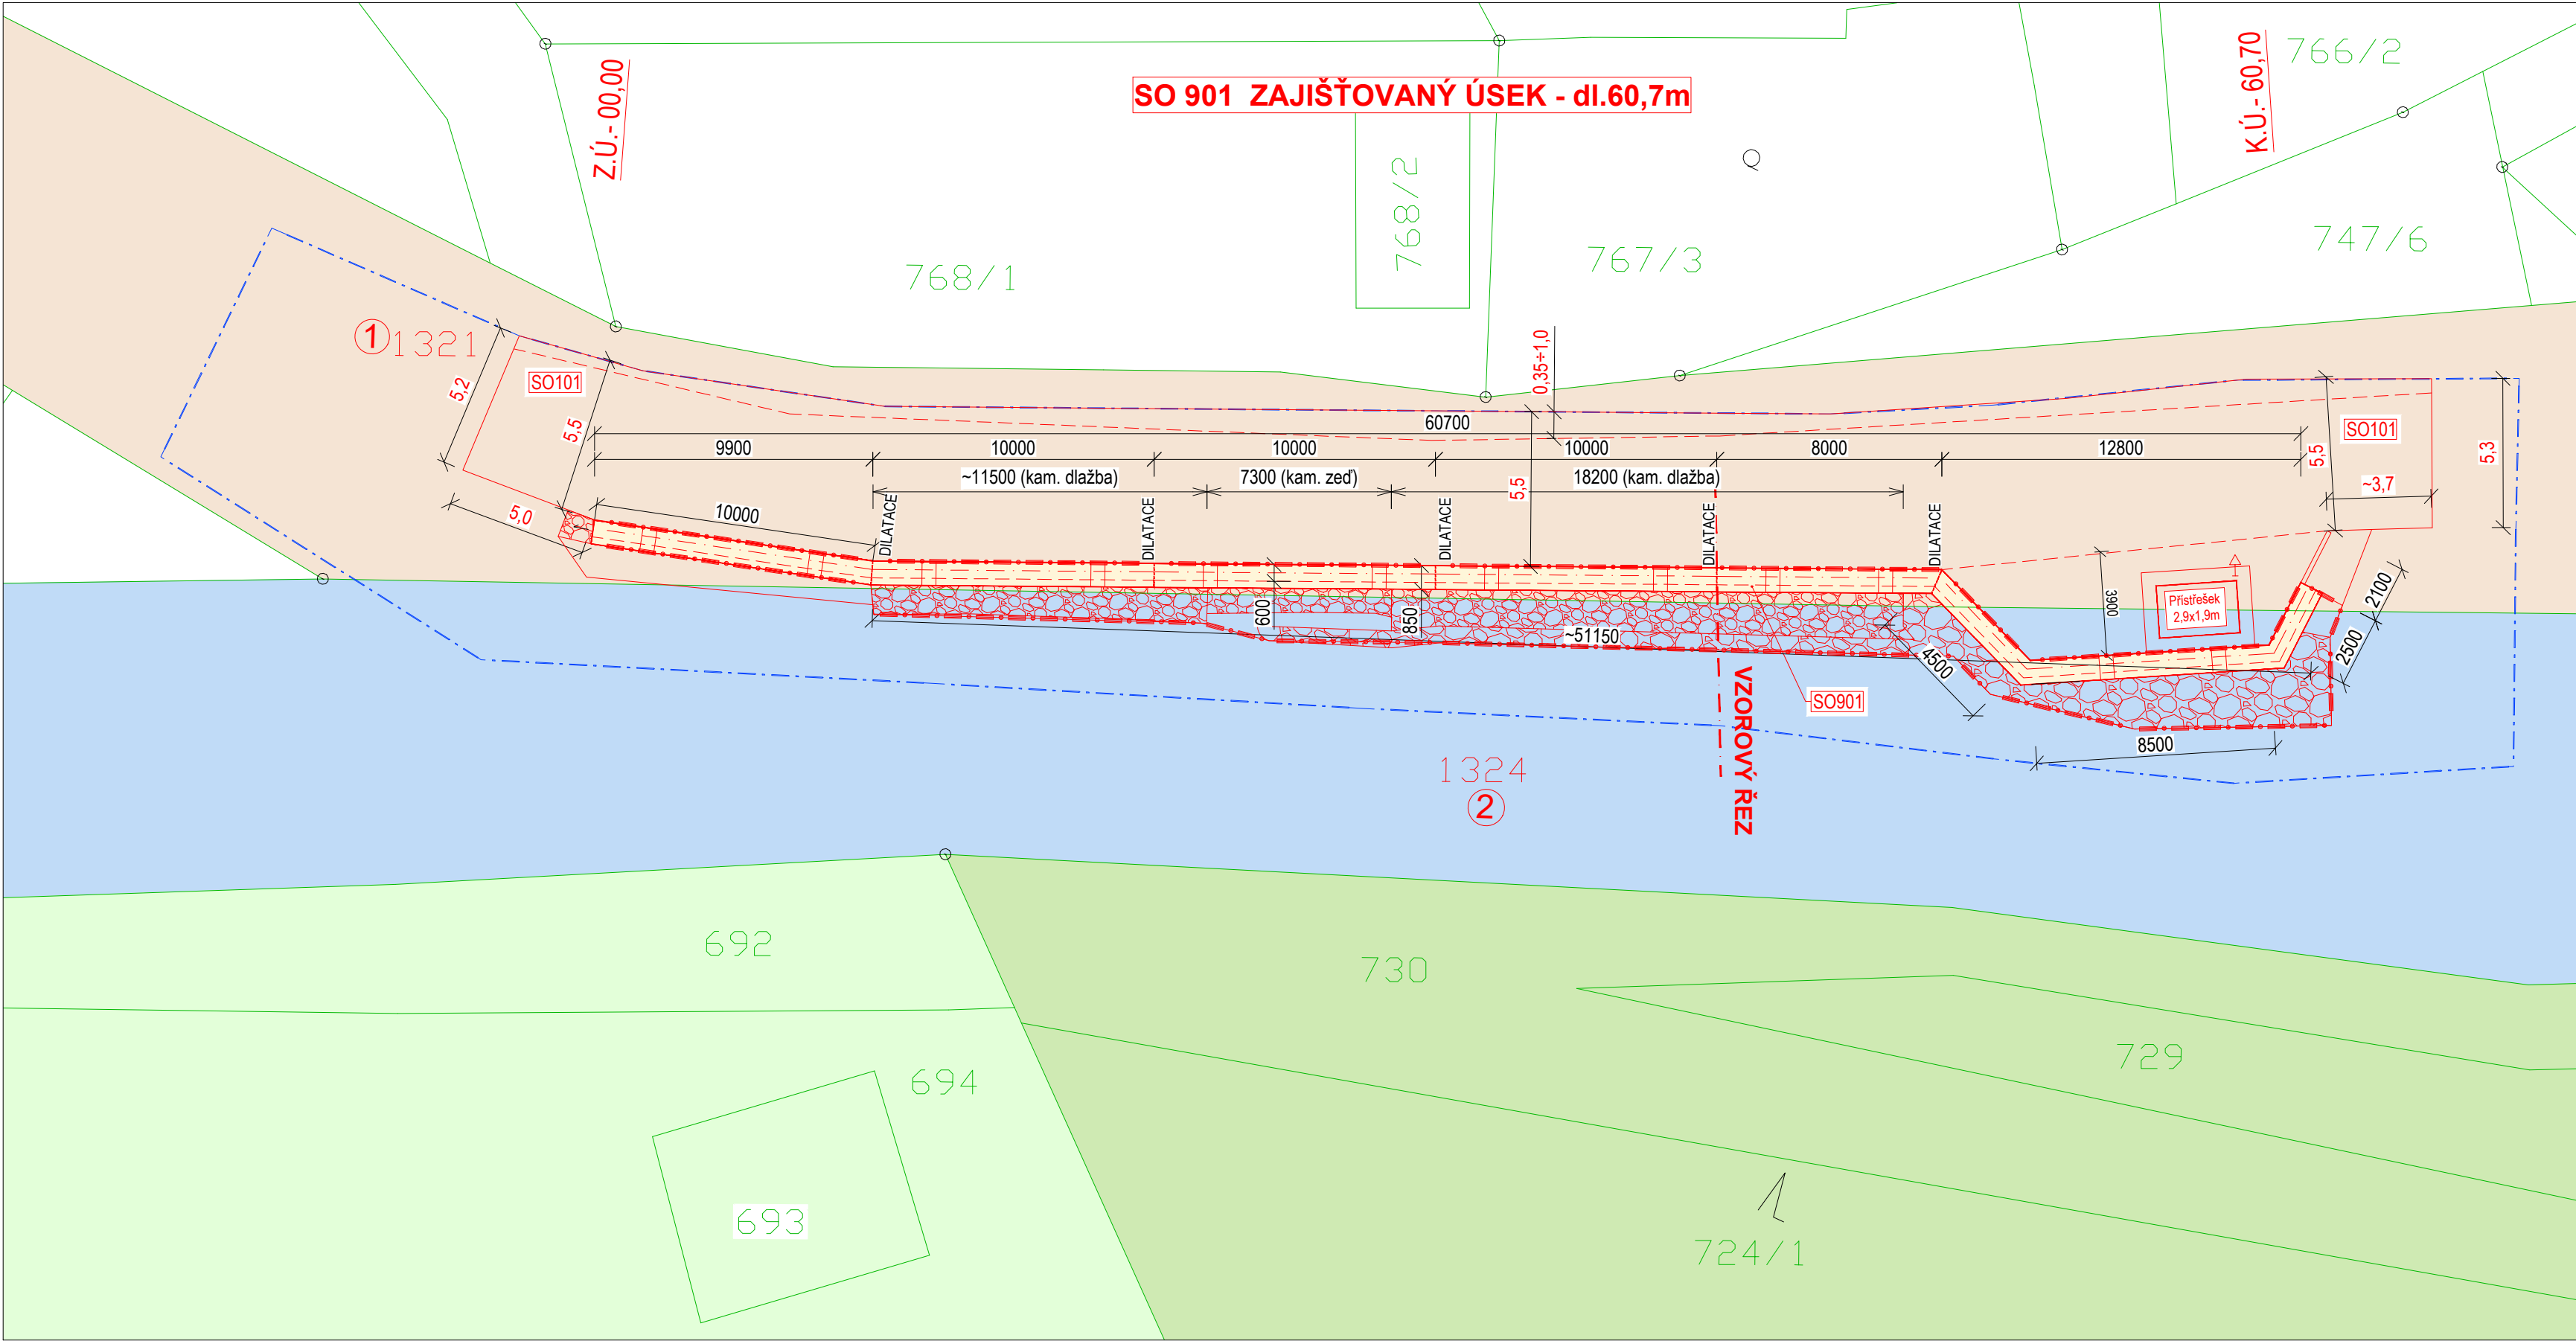 Z.Ú.- 00,00
SO 901 ZAJIŠŤOVANÝ ÚSEK - dl.60,7m
K.Ú.- 60,70
766/2
768/2
747/6
767/3
768/1
1
1321
5,2
SO101
5,5
0,35÷1,0
60700
9900
10000
10000
10000
8000
12800
~11500 (kam. dlažba)
7300 (kam. zeď)
18200 (kam. dlažba)
5,5
5,5
SO101
5,3
~3,7
5,0
10000
DILATACE
DILATACE
DILATACE
DILATACE
DILATACE
600
850
~51150
4500
3900
Přístřešek
2,9x1,9m
2100
2500
8500
SO901
VZOROVÝ ŘEZ
1324
2
692
730
729
694
693
724/1